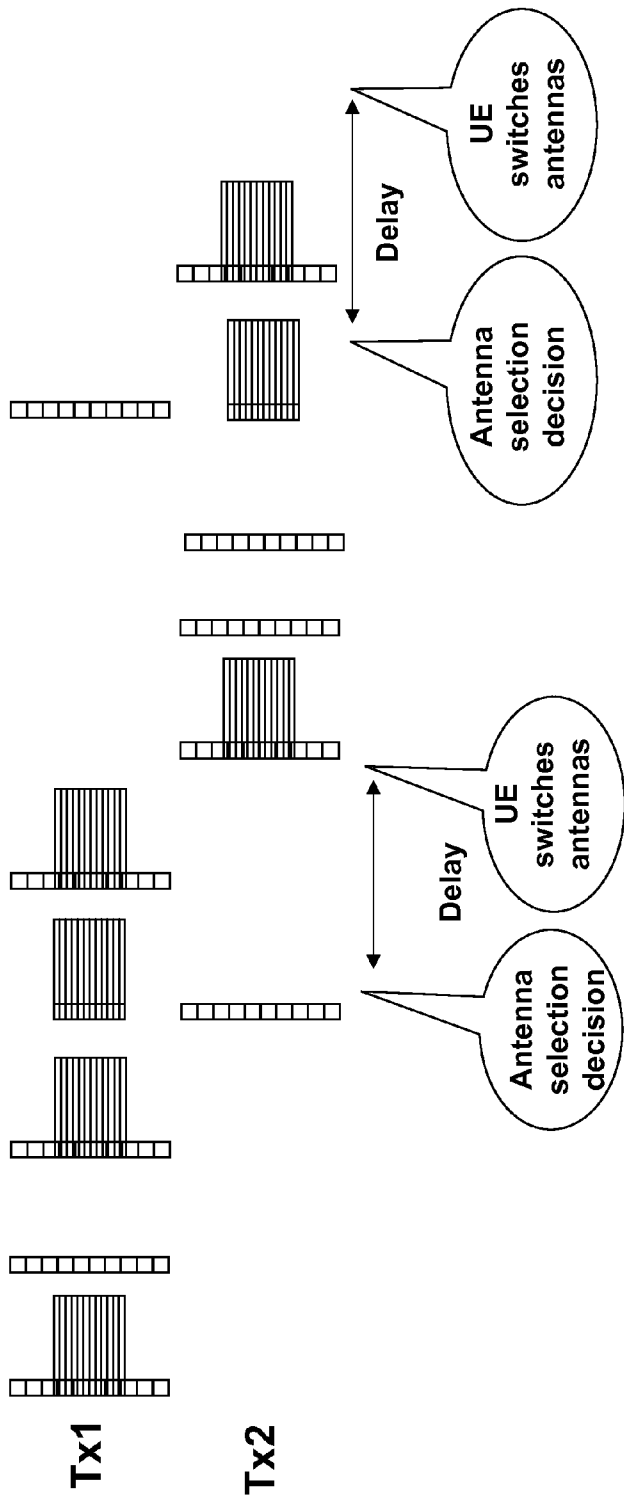 Tx1
Tx2
Delay
Delay
Antenna
selection
decision
UE
switches
antennas
Antenna
selection
decision
UE
switches
antennas